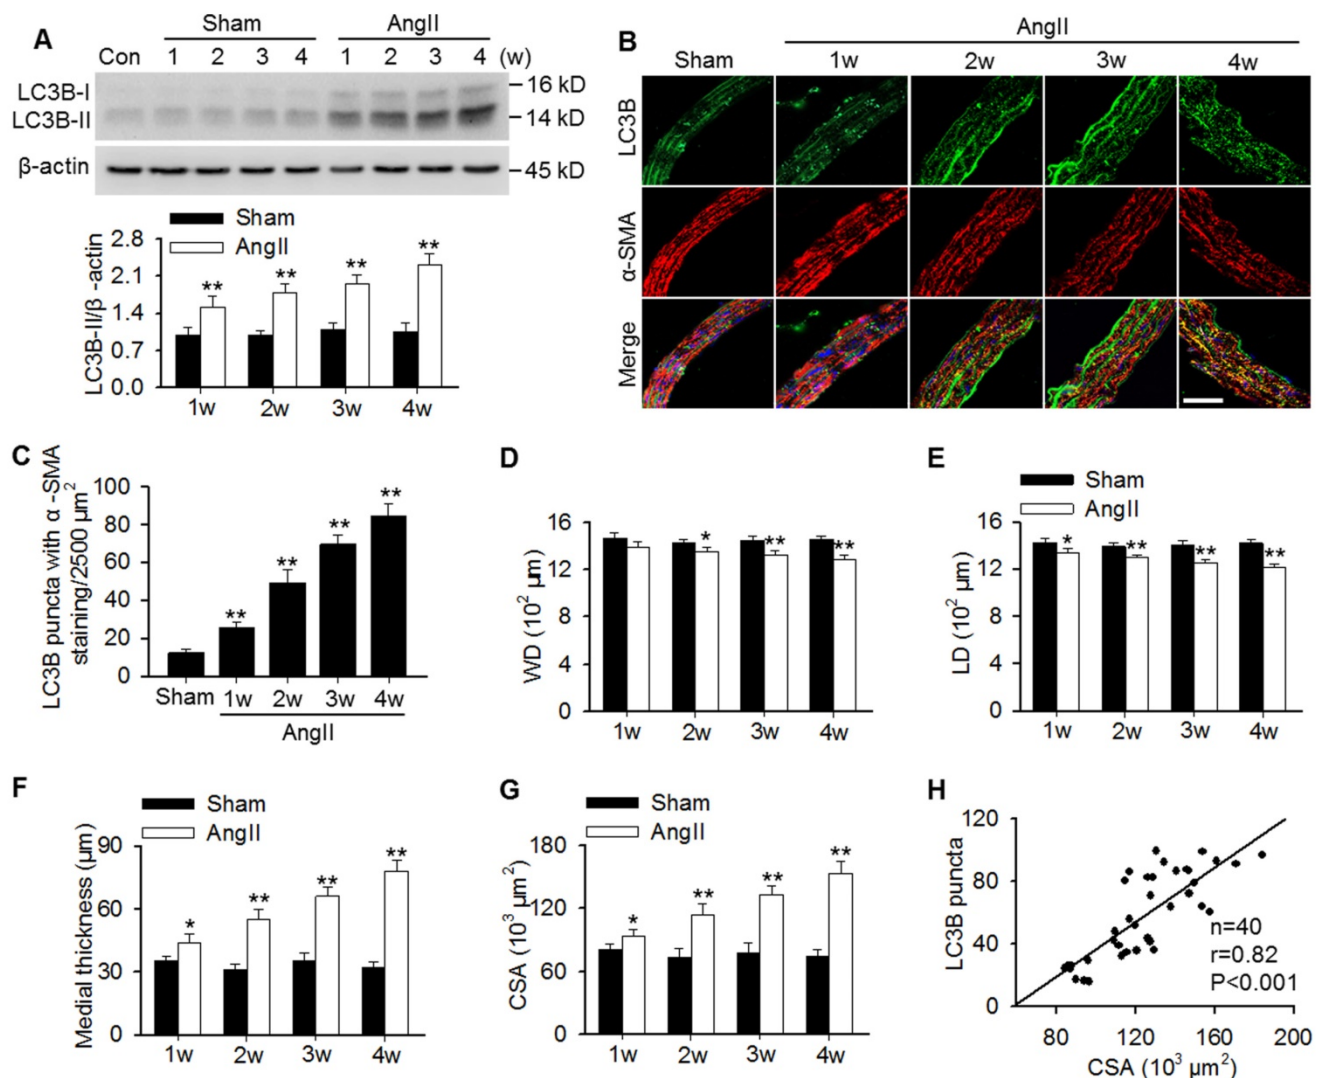 A
Sham
AngII
Con
1
2
3
4
1
2
3
4
(w)
LC3B-I
16 kD
LC3B-II
14 kD
β-actin
45 kD
Sham
AngII
LC3B-II/β -actin
2.8
2.1
1.4
0.7
0.0
**
**
**
**
1w
2w
3w
4w
B
AngII
Sham
1w
2w
3w
4w
LC3B
α-SMA
Merge
C
LC3B puncta with α -SMA
staining/2500 μm²
100
80
60
40
20
0
**
**
**
**
Sham
1w
2w
3w
4w
AngII
D
WD (10² μm)
16
12
8
4
0
*
**
**
1w
2w
3w
4w
E
Sham
AngII
LD (10² μm)
16
12
8
4
0
*
**
**
**
1w
2w
3w
4w
F
Sham
AngII
Medial thickness (μm)
90
60
30
0
*
**
**
**
1w
2w
3w
4w
G
Sham
AngII
CSA (10³ μm²)
180
120
60
0
*
**
**
**
1w
2w
3w
4w
H
LC3B puncta
120
80
40
0
n=40
r=0.82
P<0.001
80
120
160
200
CSA (10³ μm²)